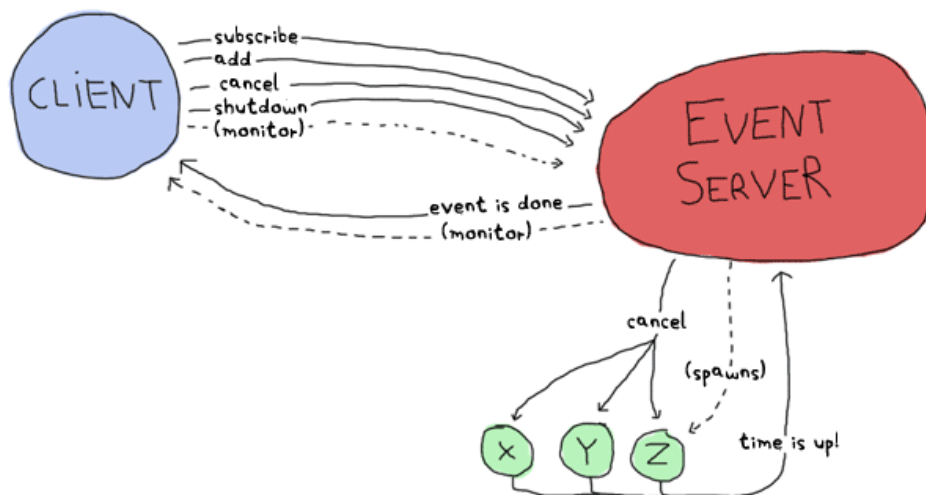 CLIENT
subscribe
add
cancel
shutdown
(monitor)
EVENT
SERVER
event is done
(monitor)
cancel
(spawns)
time is up!
X Y Z